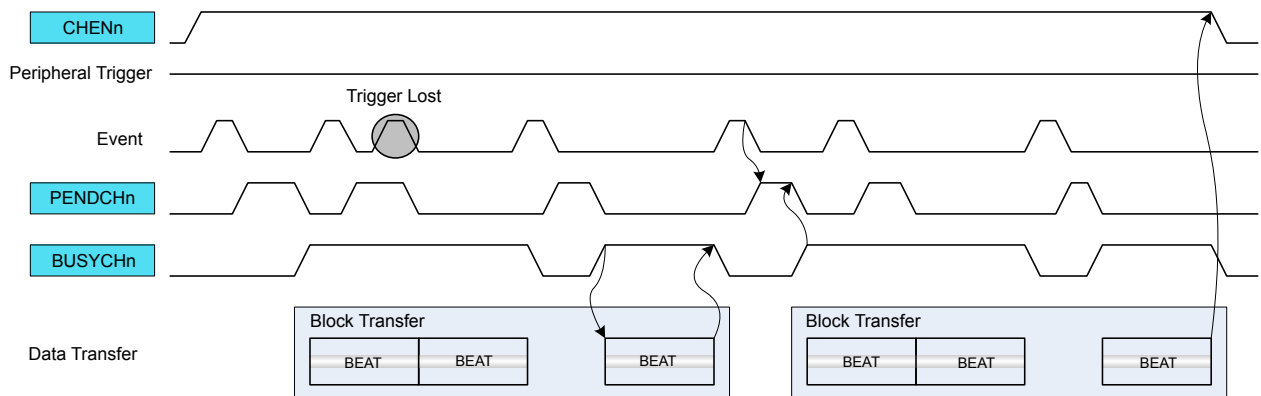 CHENn
Peripheral Trigger
Trigger Lost
Event
PENDCHn
BUSYCHn
Data Transfer
Block Transfer
BEAT
BEAT
BEAT
Block Transfer
BEAT
BEAT
BEAT